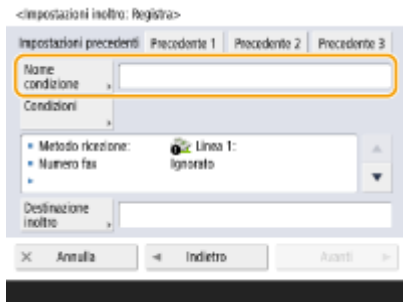 <Impostazioni inoltro: Registra>
Impostazioni precedenti Precedente 1 Precedente 2 Precedente 3
Nome
condizione
Condizioni
Metodo ricezione: Linea 1:
Numero fax Ignorato
Destinazione
inoltro
Annulla Indietro Avanti